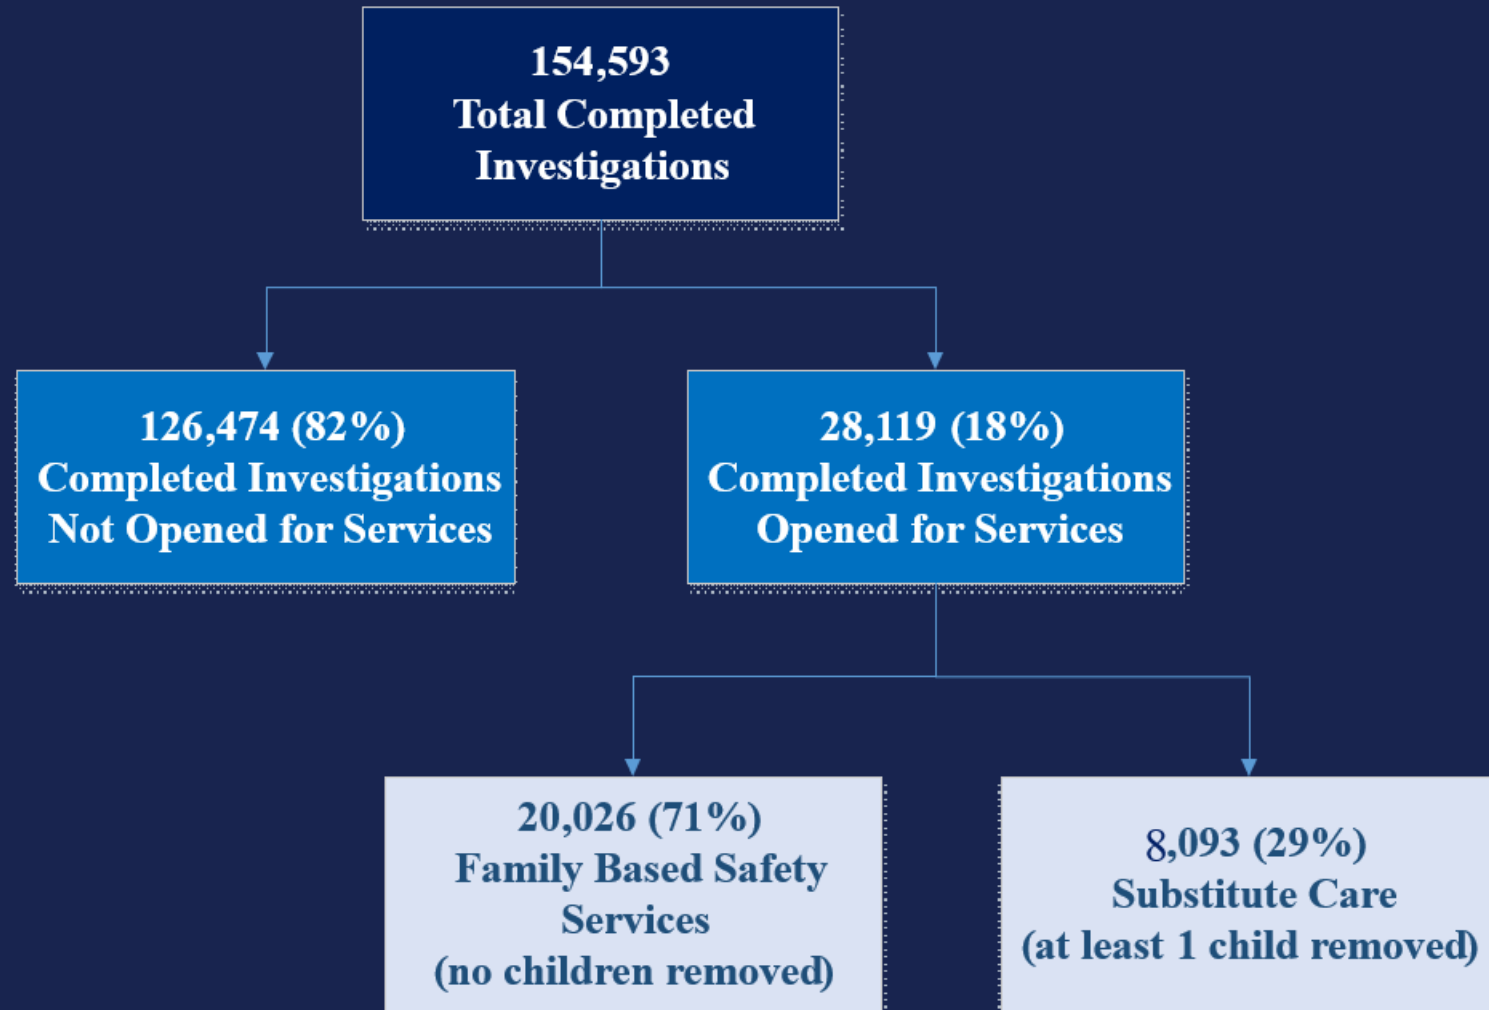 154,593
Total Completed
Investigations
126,474 (82%)
Completed Investigations
Not Opened for Services
28,119 (18%)
Completed Investigations
Opened for Services
20,026 (71%)
Family Based Safety
Services
(no children removed)
8,093 (29%)
Substitute Care
(at least 1 child removed)